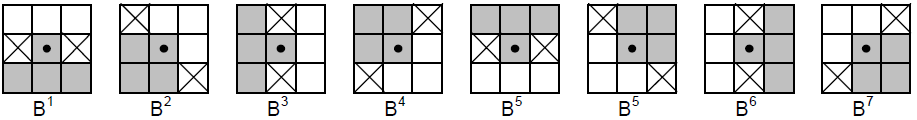 B¹ B² B³ B⁴ B⁵ B⁵ B⁶ B⁷